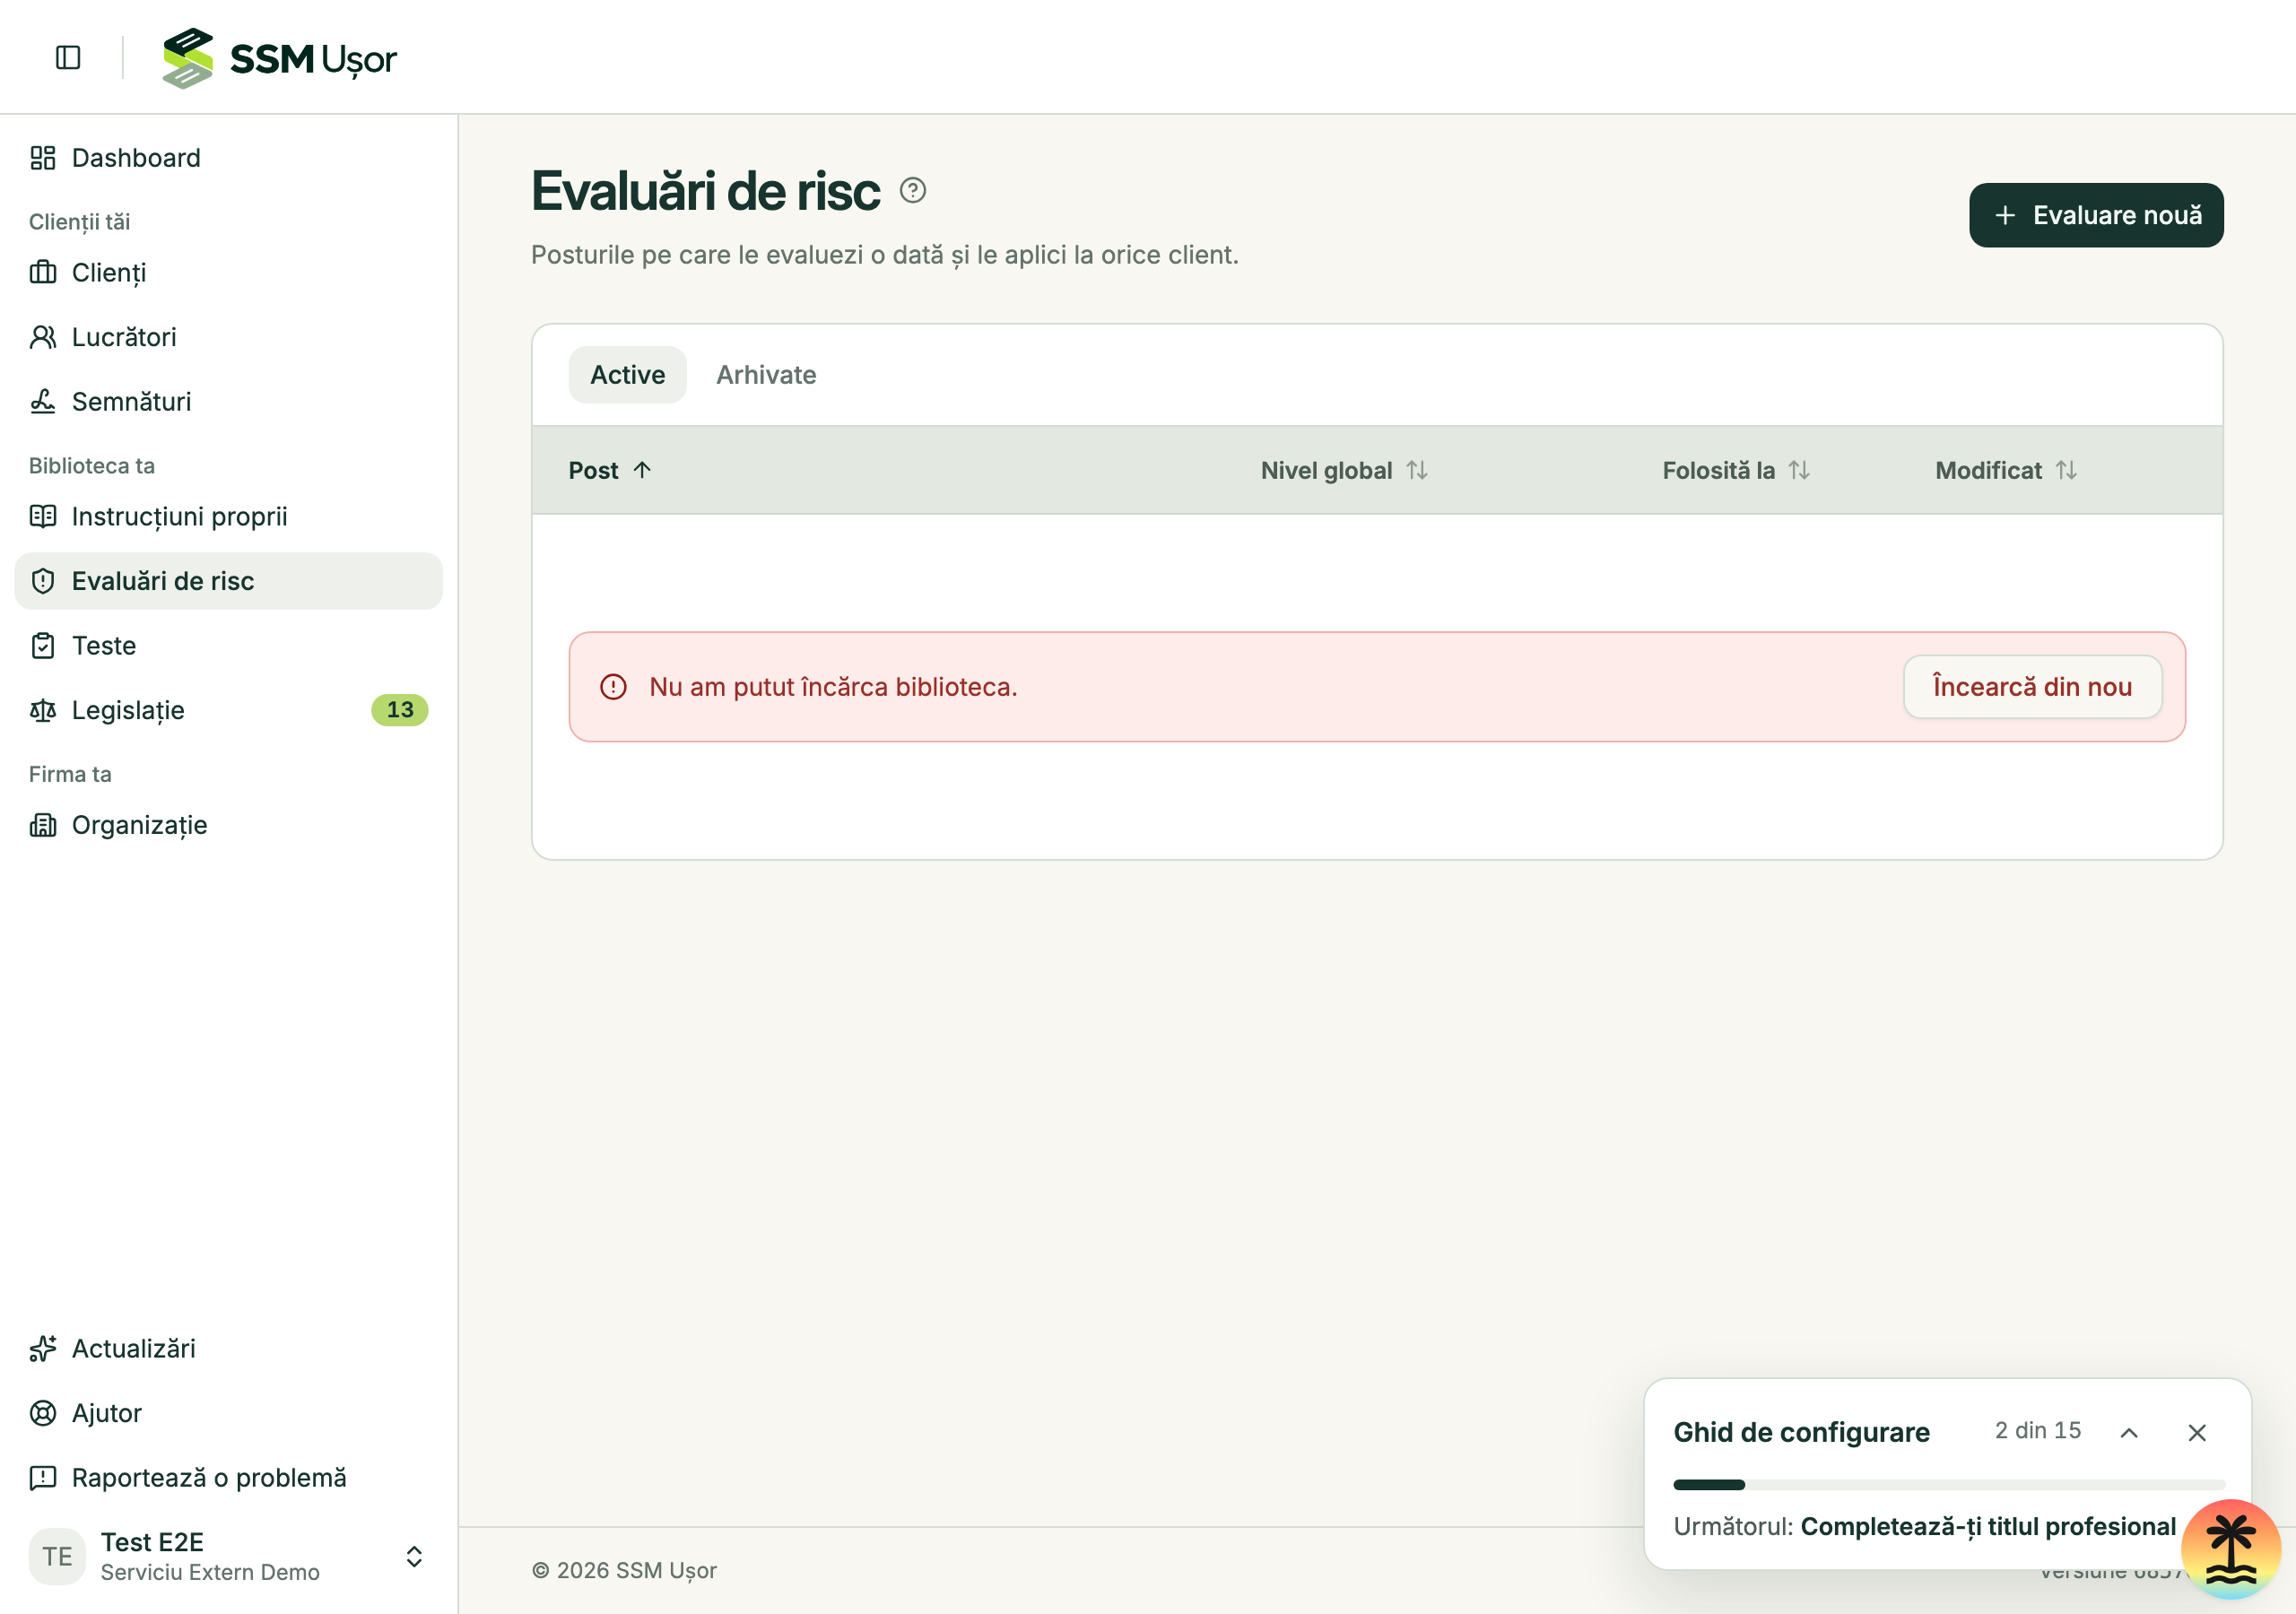 SSM Ușor
Dashboard
Clienții tăi
Clienți
Lucrători
Semnături
Biblioteca ta
Instrucțiuni proprii
Evaluări de risc
Teste
Legislație 13
Firma ta
Organizație
Actualizări
Ajutor
Raportează o problemă
TE
Test E2E
Serviciu Extern Demo
Evaluări de risc
Posturile pe care le evaluezi o dată și le aplici la orice client.
+ Evaluare nouă
Active Arhivate
Post Nivel global Folosită la Modificat
Nu am putut încărca biblioteca. Încearcă din nou
Ghid de configurare 2 din 15
Următorul: Completează-ți titlul profesional
© 2026 SSM Ușor